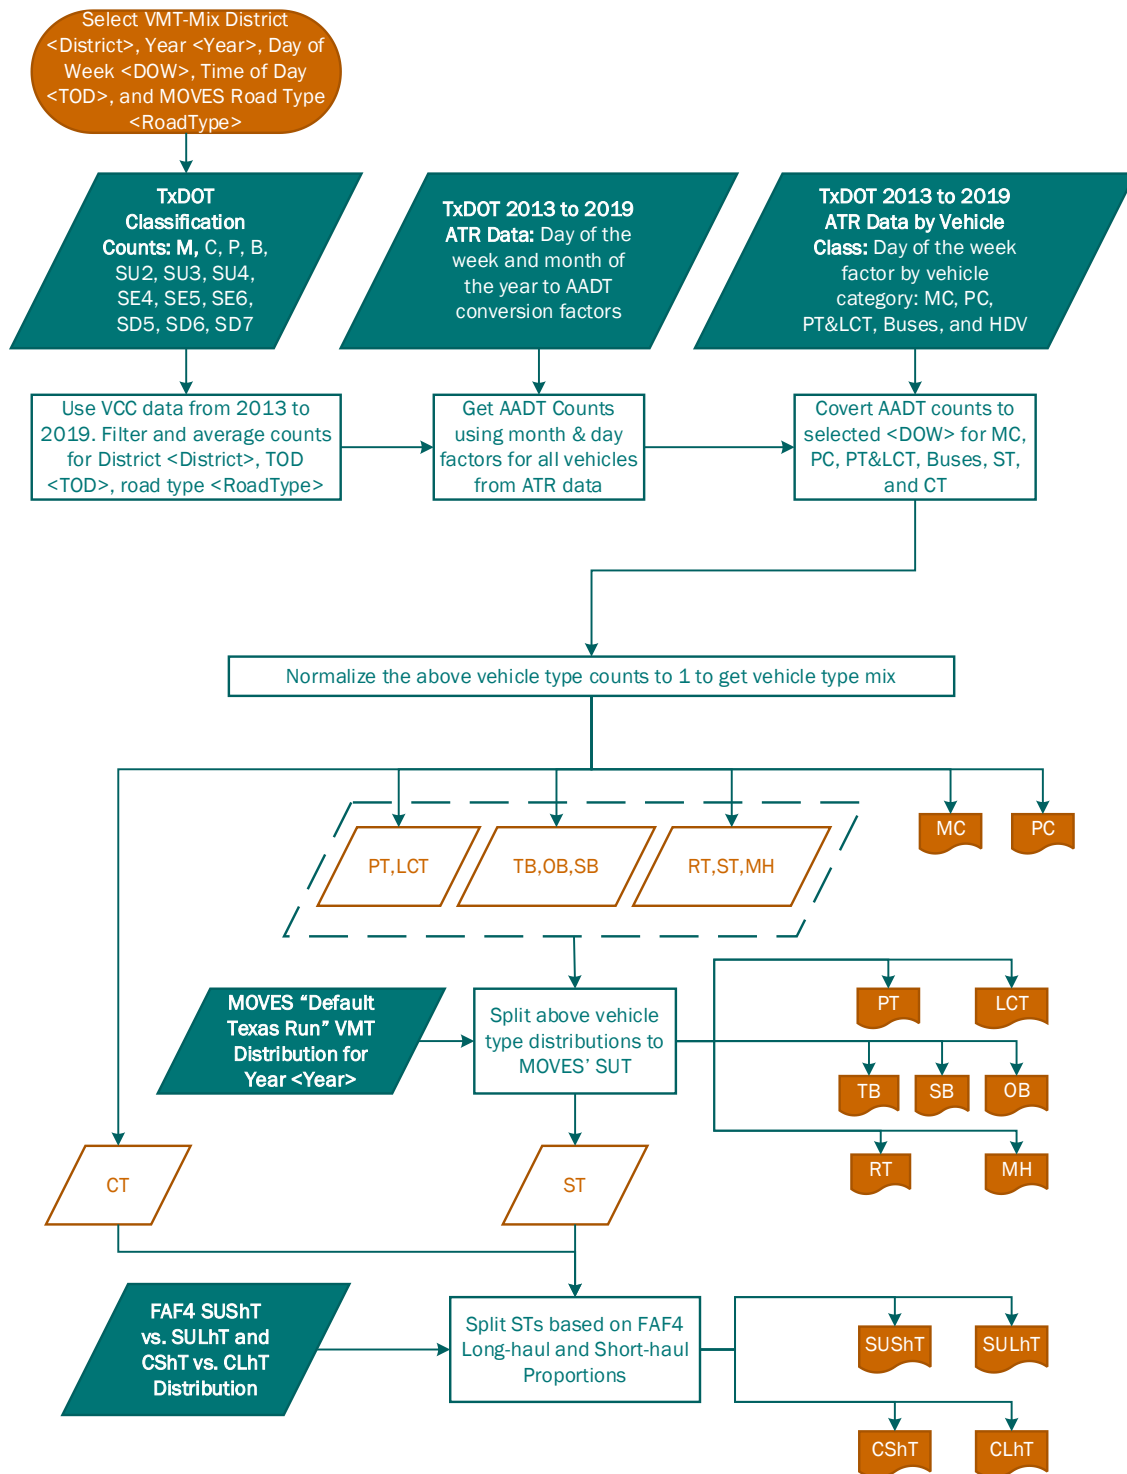 Select VMT-Mix District
<District>, Year <Year>, Day of
Week <DOW>, Time of Day
<TOD>, and MOVES Road Type
<RoadType>
TxDOT
Classification
Counts: M, C, P, B,
SU2, SU3, SU4,
SE4, SE5, SE6,
SD5, SD6, SD7
TxDOT 2013 to 2019
ATR Data: Day of the
week and month of
the year to AADT
conversion factors
TxDOT 2013 to 2019
ATR Data by Vehicle
Class: Day of the week
factor by vehicle
category: MC, PC,
PT&LCT, Buses, and HDV
Use VCC data from 2013 to
2019. Filter and average counts
for District <District>, TOD
<TOD>, road type <RoadType>
Get AADT Counts
using month & day
factors for all vehicles
from ATR data
Covert AADT counts to
selected <DOW> for MC,
PC, PT&LCT, Buses, ST,
and CT
Normalize the above vehicle type counts to 1 to get vehicle type mix
MC
PC
PT,LCT
TB,OB,SB
RT,ST,MH
MOVES “Default
Texas Run” VMT
Distribution for
Year <Year>
Split above vehicle
type distributions to
MOVES’ SUT
PT
LCT
TB
SB
OB
RT
MH
CT
ST
FAF4 SUShT
vs. SULhT and
CShT vs. CLhT
Distribution
Split STs based on FAF4
Long-haul and Short-haul
Proportions
SUShT
SULhT
CShT
CLhT